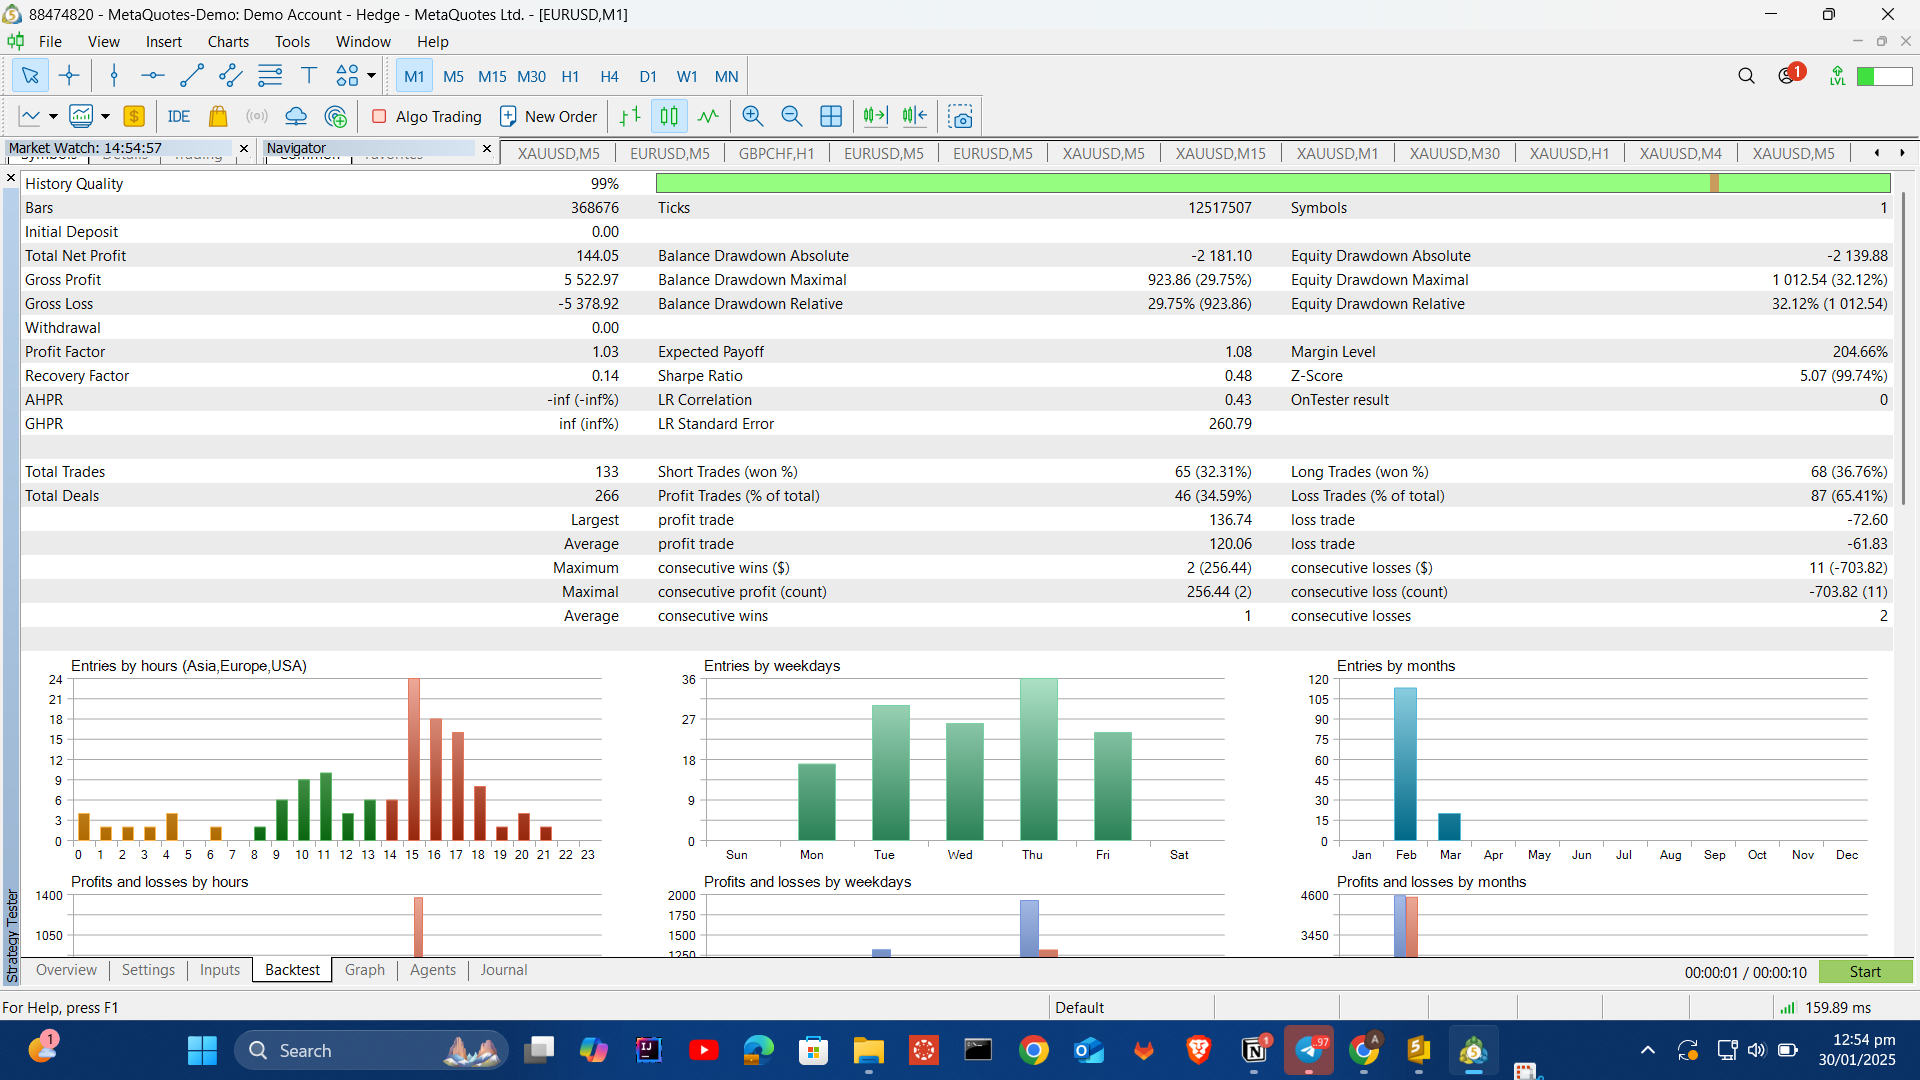 88474820 - MetaQuotes-Demo: Demo Account - Hedge - MetaQuotes Ltd. - [EURUSD,M1]
File View Insert Charts Tools Window Help
M1 M5 M15 M30 H1 H4 D1 W1 MN 1 LVL
$ IDE Algo Trading New Order
Market Watch: 14:54:57 Navigator XAUUSD,M5 EURUSD,M5 GBPCHF,H1 EURUSD,M5 EURUSD,M5 XAUUSD,M5 XAUUSD,M15 XAUUSD,M1 XAUUSD,M30 XAUUSD,H1 XAUUSD,M4 XAUUSD,M5
History Quality 99%
Bars 368676 Ticks 12517507 Symbols 1
Initial Deposit 0.00
Total Net Profit 144.05 Balance Drawdown Absolute -2 181.10 Equity Drawdown Absolute -2 139.88
Gross Profit 5 522.97 Balance Drawdown Maximal 923.86 (29.75%) Equity Drawdown Maximal 1 012.54 (32.12%)
Gross Loss -5 378.92 Balance Drawdown Relative 29.75% (923.86) Equity Drawdown Relative 32.12% (1 012.54)
Withdrawal 0.00
Profit Factor 1.03 Expected Payoff 1.08 Margin Level 204.66%
Recovery Factor 0.14 Sharpe Ratio 0.48 Z-Score 5.07 (99.74%)
AHPR -inf (-inf%) LR Correlation 0.43 OnTester result 0
GHPR inf (inf%) LR Standard Error 260.79
Total Trades 133 Short Trades (won %) 65 (32.31%) Long Trades (won %) 68 (36.76%)
Total Deals 266 Profit Trades (% of total) 46 (34.59%) Loss Trades (% of total) 87 (65.41%)
Largest profit trade 136.74 loss trade -72.60
Average profit trade 120.06 loss trade -61.83
Maximum consecutive wins ($) 2 (256.44) consecutive losses ($) 11 (-703.82)
Maximal consecutive profit (count) 256.44 (2) consecutive loss (count) -703.82 (11)
Average consecutive wins 1 consecutive losses 2
Entries by hours (Asia,Europe,USA)
24
21
18
15
12
9
6
3
0
0 1 2 3 4 5 6 7 8 9 10 11 12 13 14 15 16 17 18 19 20 21 22 23
Entries by weekdays
36
27
18
9
0
Sun Mon Tue Wed Thu Fri Sat
Entries by months
120
105
90
75
60
45
30
15
0
Jan Feb Mar Apr May Jun Jul Aug Sep Oct Nov Dec
Profits and losses by hours
1400
1050
Profits and losses by weekdays
2000
1750
1500
1250
Profits and losses by months
4600
3450
Strategy Tester
Overview Settings Inputs Backtest Graph Agents Journal 00:00:01 / 00:00:10 Start
For Help, press F1 Default 159.89 ms
1 Search IJ 1 97 A 5 12:54 pm
30/01/2025